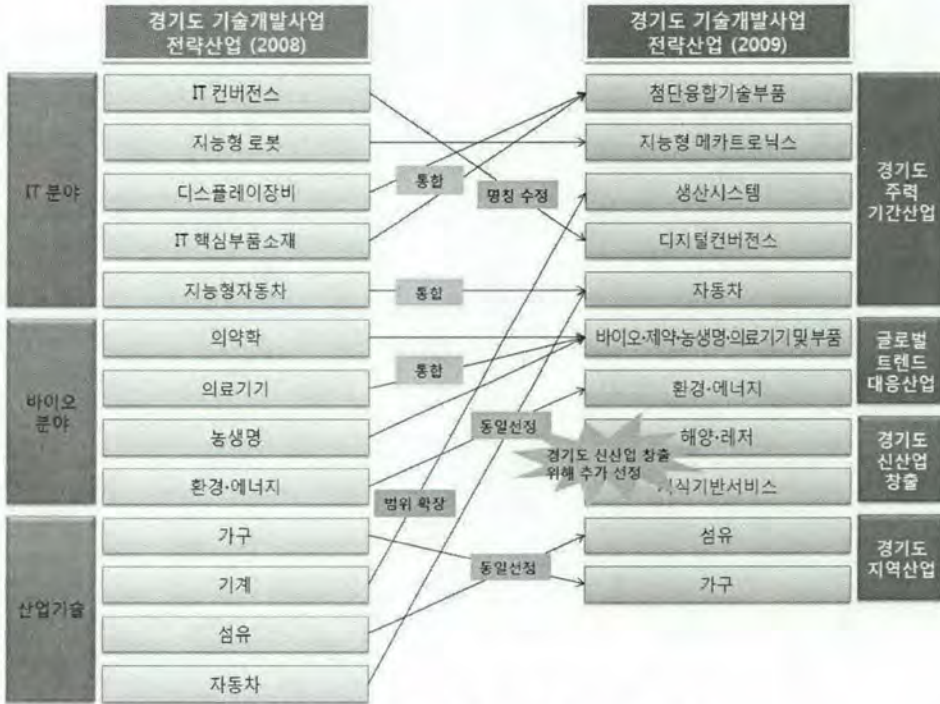 경기도 기술개발사업
전략산업 (2008)
경기도 기술개발사업
전략산업 (2009)
IT 분야
IT 컨버전스
지능형 로봇
디스플레이장비
IT 핵심부품소재
지능형자동차
바이오
분야
의약학
의료기기
농생명
환경·에너지
산업기술
가구
기계
섬유
자동차
통합
명칭 수정
통합
통합
동일선정
범위 확장
동일선정
경기도 신산업 창출
위해 추가 선정
첨단융합기술부품
지능형 메카트로닉스
생산시스템
디지털컨버전스
자동차
바이오·제약·농생명·의료기기 및 부품
환경·에너지
해양·레저
식기반서비스
섬유
가구
경기도
주력
기간산업
글로벌
트렌드
대응산업
경기도
신산업
창출
경기도
지역산업